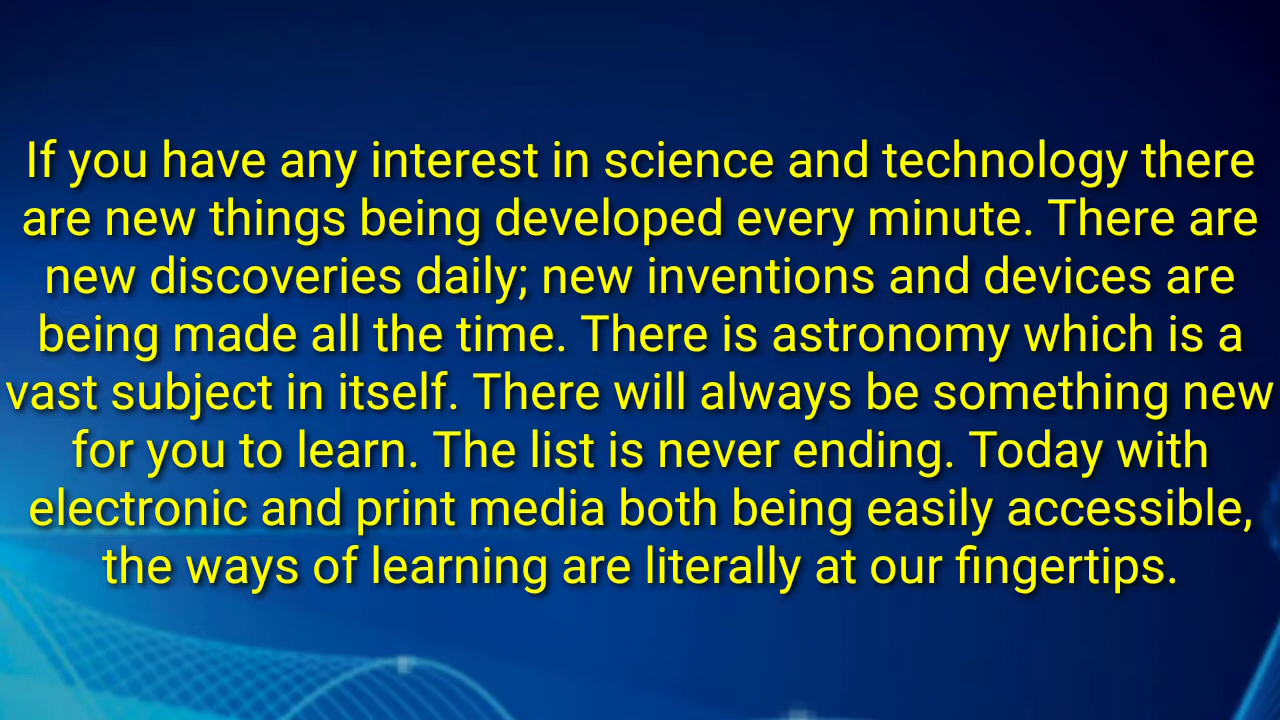 If you have any interest in science and technology there
are new things being developed every minute. There are
new discoveries daily; new inventions and devices are
being made all the time. There is astronomy which is a
vast subject in itself. There will always be something new
for you to learn. The list is never ending. Today with
electronic and print media both being easily accessible,
the ways of learning are literally at our fingertips.